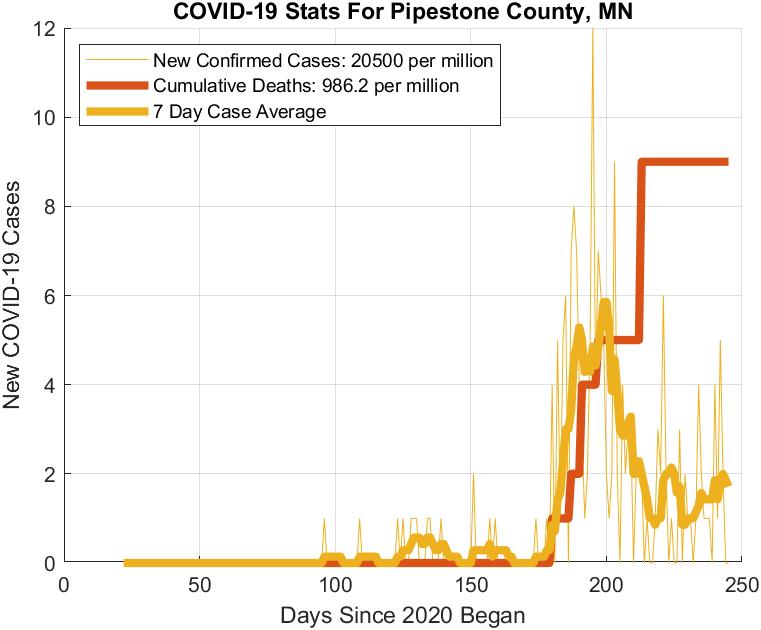 COVID-19 Stats For Pipestone County, MN
New Confirmed Cases: 20500 per million
Cumulative Deaths: 986.2 per million
7 Day Case Average
12
10
8
6
4
2
0
New COVID-19 Cases
0 50 100 150 200 250
Days Since 2020 Began